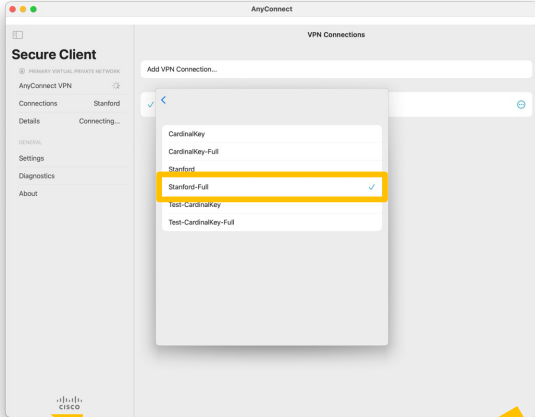 AnyConnect
VPN Connections
Secure Client
PRIMARY VIRTUAL PRIVATE NETWORK
AnyConnect VPN
Connections Stanford
Details Connecting...
GENERAL
Settings
Diagnostics
About
Add VPN Connection...
CardinalKey
CardinalKey-Full
Stanford
Stanford-Full
Test-CardinalKey
Test-CardinalKey-Full
CISCO